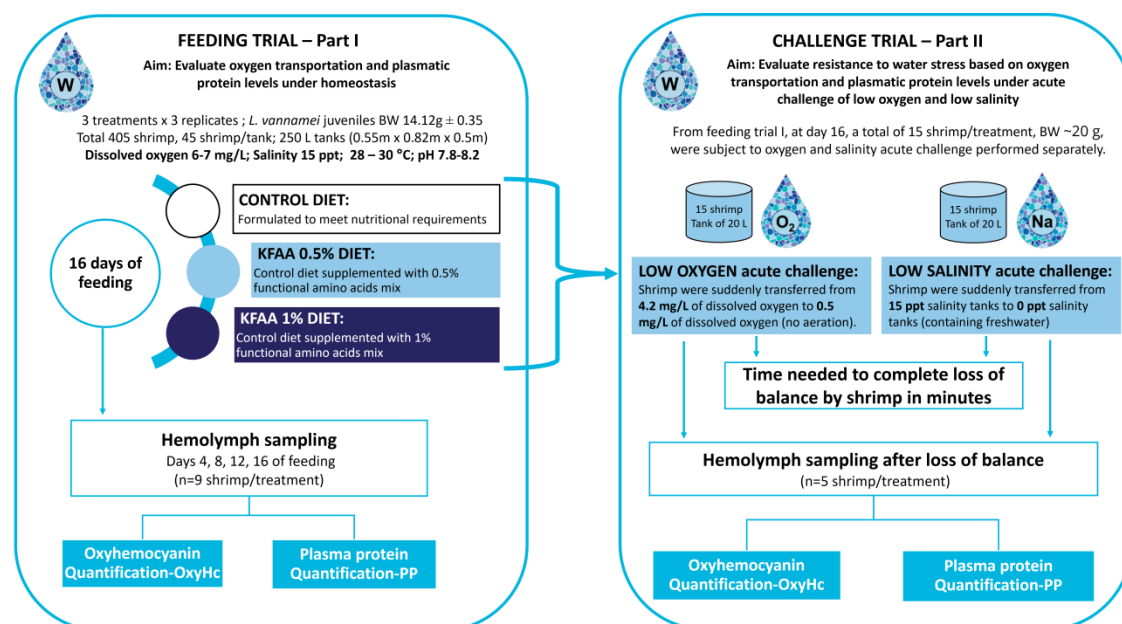 W
FEEDING TRIAL – Part I
Aim: Evaluate oxygen transportation and plasmatic
protein levels under homeostasis
3 treatments x 3 replicates ; L. vannamei juveniles BW 14.12g ± 0.35
Total 405 shrimp, 45 shrimp/tank; 250 L tanks (0.55m x 0.82m x 0.5m)
Dissolved oxygen 6-7 mg/L; Salinity 15 ppt; 28 – 30 °C; pH 7.8-8.2
16 days of
feeding
CONTROL DIET:
Formulated to meet nutritional requirements
KFAA 0.5% DIET:
Control diet supplemented with 0.5%
functional amino acids mix
KFAA 1% DIET:
Control diet supplemented with 1%
functional amino acids mix
Hemolymph sampling
Days 4, 8, 12, 16 of feeding
(n=9 shrimp/treatment)
Oxyhemocyanin
Quantification-OxyHc
Plasma protein
Quantification-PP
W
CHALLENGE TRIAL – Part II
Aim: Evaluate resistance to water stress based on oxygen
transportation and plasmatic protein levels under acute
challenge of low oxygen and low salinity
From feeding trial I, at day 16, a total of 15 shrimp/treatment, BW ~20 g,
were subject to oxygen and salinity acute challenge performed separately.
15 shrimp
Tank of 20 L
O₂
15 shrimp
Tank of 20 L
Na
LOW OXYGEN acute challenge:
Shrimp were suddenly transferred from
4.2 mg/L of dissolved oxygen to 0.5
mg/L of dissolved oxygen (no aeration).
LOW SALINITY acute challenge:
Shrimp were suddenly transferred from
15 ppt salinity tanks to 0 ppt salinity
tanks (containing freshwater)
Time needed to complete loss of
balance by shrimp in minutes
Hemolymph sampling after loss of balance
(n=5 shrimp/treatment)
Oxyhemocyanin
Quantification-OxyHc
Plasma protein
Quantification-PP